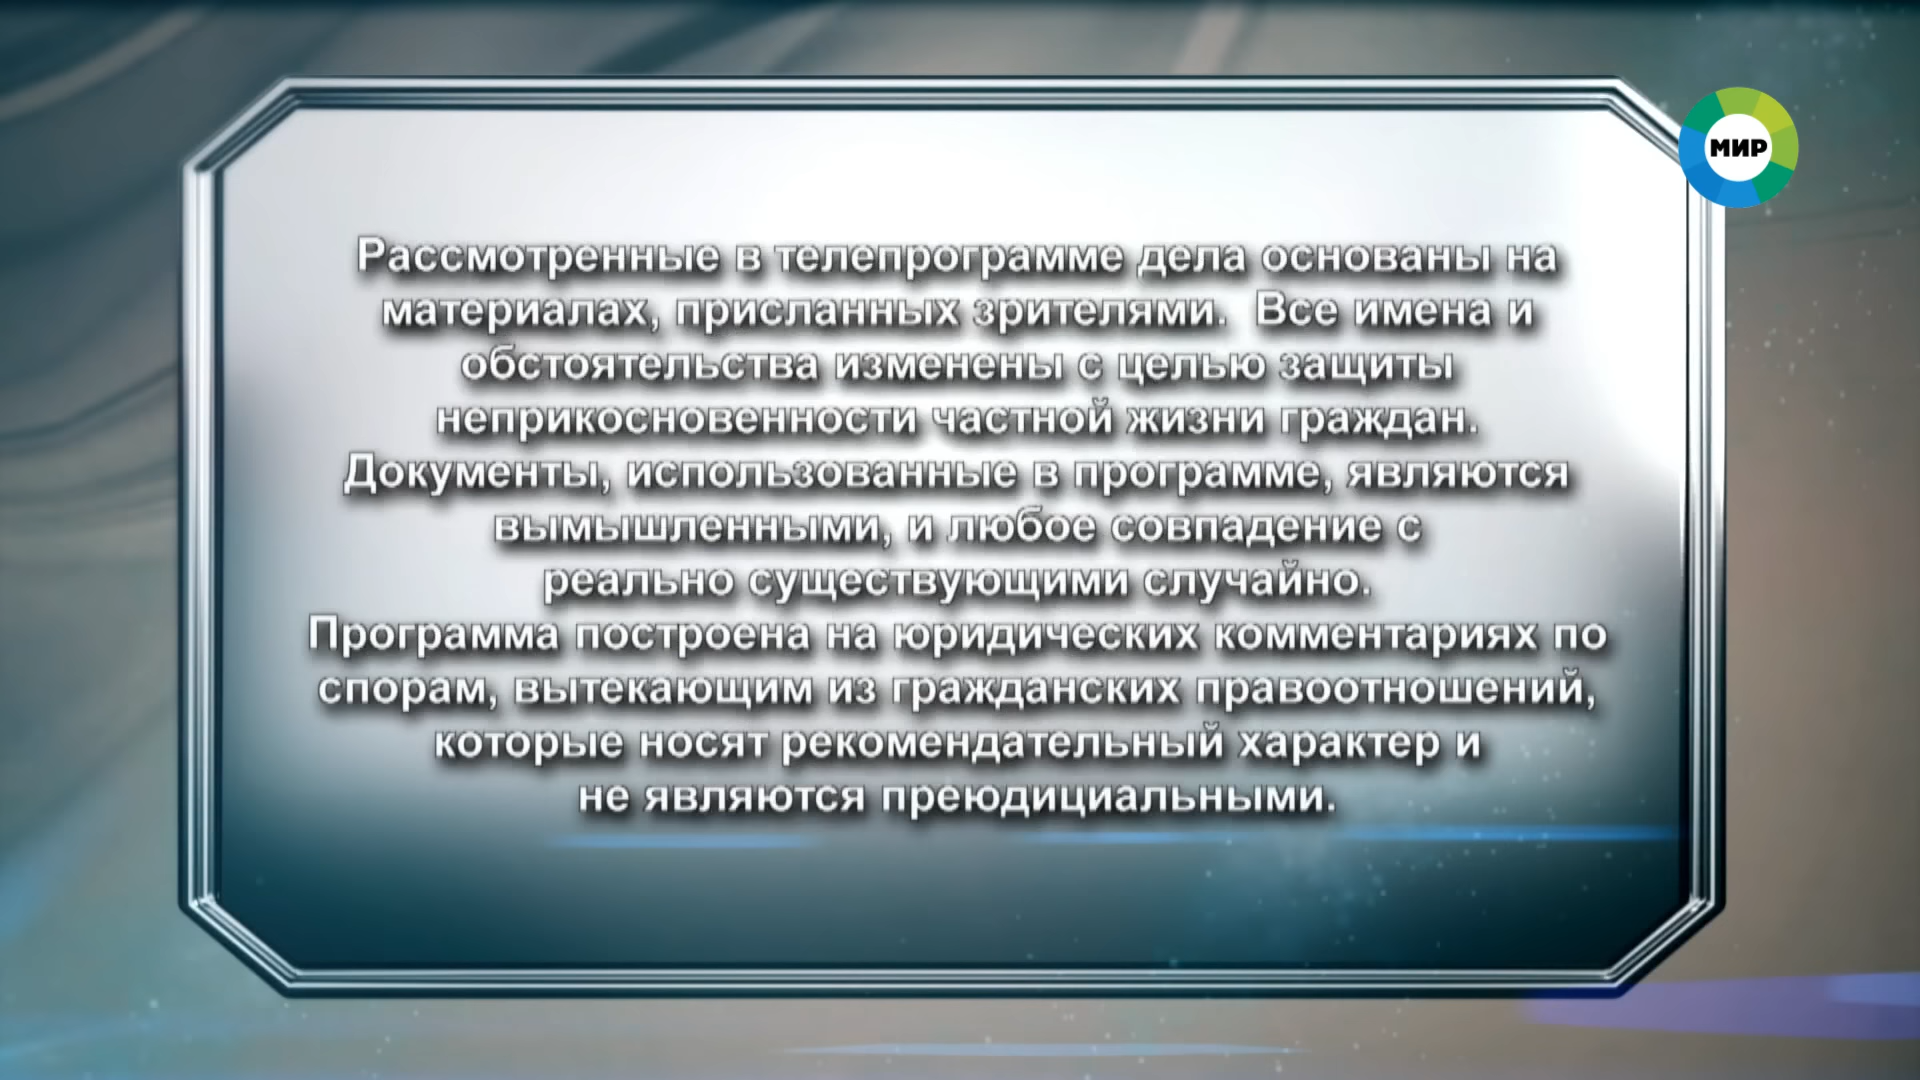 МИР
Рассмотренные в телепрограмме дела основаны на
материалах, присланных зрителями. Все имена и
обстоятельства изменены с целью защиты
неприкосновенности частной жизни граждан.
Документы, использованные в программе, являются
вымышленными, и любое совпадение с
реально существующими случайно.
Программа построена на юридических комментариях по
спорам, вытекающим из гражданских правоотношений,
которые носят рекомендательный характер и
не являются преюдициальными.